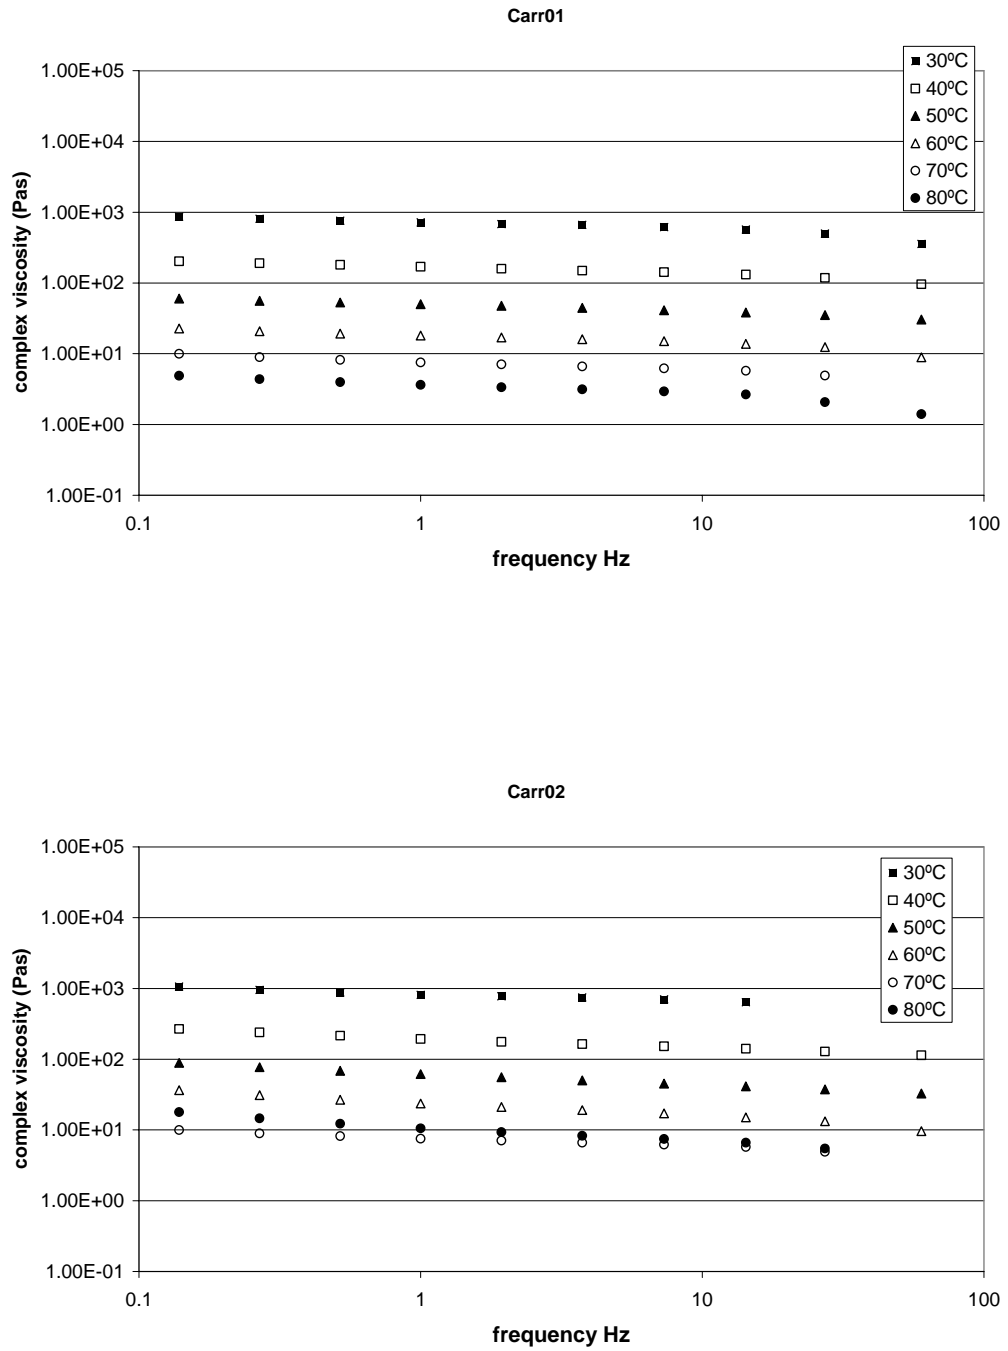 Carr01
1.00E+05
1.00E+04
1.00E+03
1.00E+02
1.00E+01
1.00E+00
1.00E-01
0.1 1 10 100
frequency Hz
complex viscosity (Pas)
30ºC
40ºC
50ºC
60ºC
70ºC
80ºC
Carr02
1.00E+05
1.00E+04
1.00E+03
1.00E+02
1.00E+01
1.00E+00
1.00E-01
0.1 1 10 100
frequency Hz
complex viscosity (Pas)
30ºC
40ºC
50ºC
60ºC
70ºC
80ºC